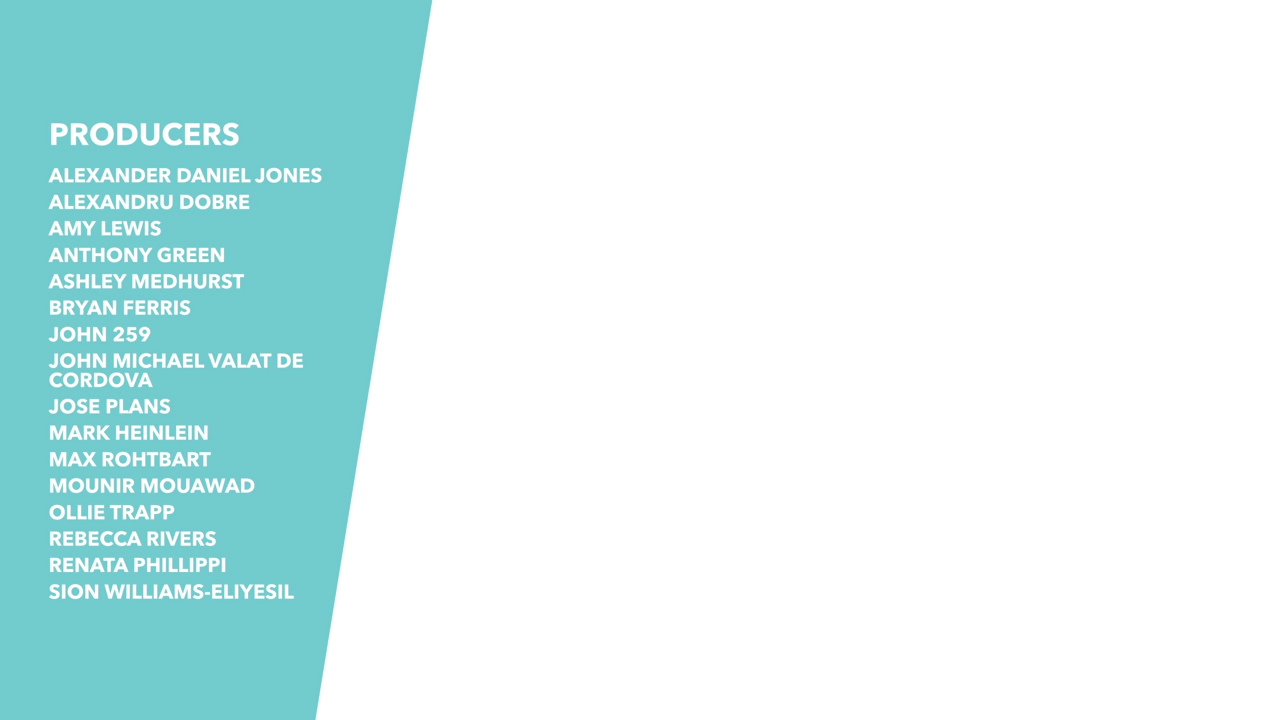 PRODUCERS
ALEXANDER DANIEL JONES
ALEXANDRU DOBRE
AMY LEWIS
ANTHONY GREEN
ASHLEY MEDHURST
BRYAN FERRIS
JOHN 259
JOHN MICHAEL VALAT DE
CORDOVA
JOSE PLANS
MARK HEINLEIN
MAX ROHTBART
MOUNIR MOUAWAD
OLLIE TRAPP
REBECCA RIVERS
RENATA PHILLIPPI
SION WILLIAMS-ELIYESIL